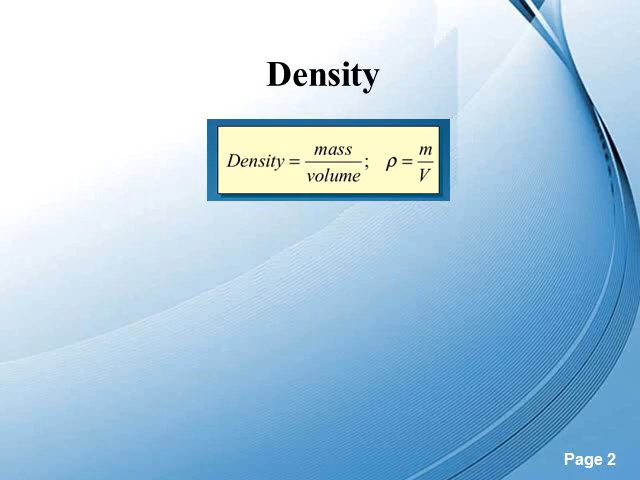 Density
Density = mass/volume; ρ = m/V
Page 2